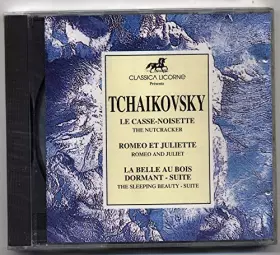 CLASSICA LICORNE
Présente
TCHAIKOVSKY
LE CASSE-NOISETTE
THE NUTCRACKER
ROMEO ET JULIETTE
ROMEO AND JULIET
LA BELLE AU BOIS
DORMANT - SUITE
THE SLEEPING BEAUTY - SUITE